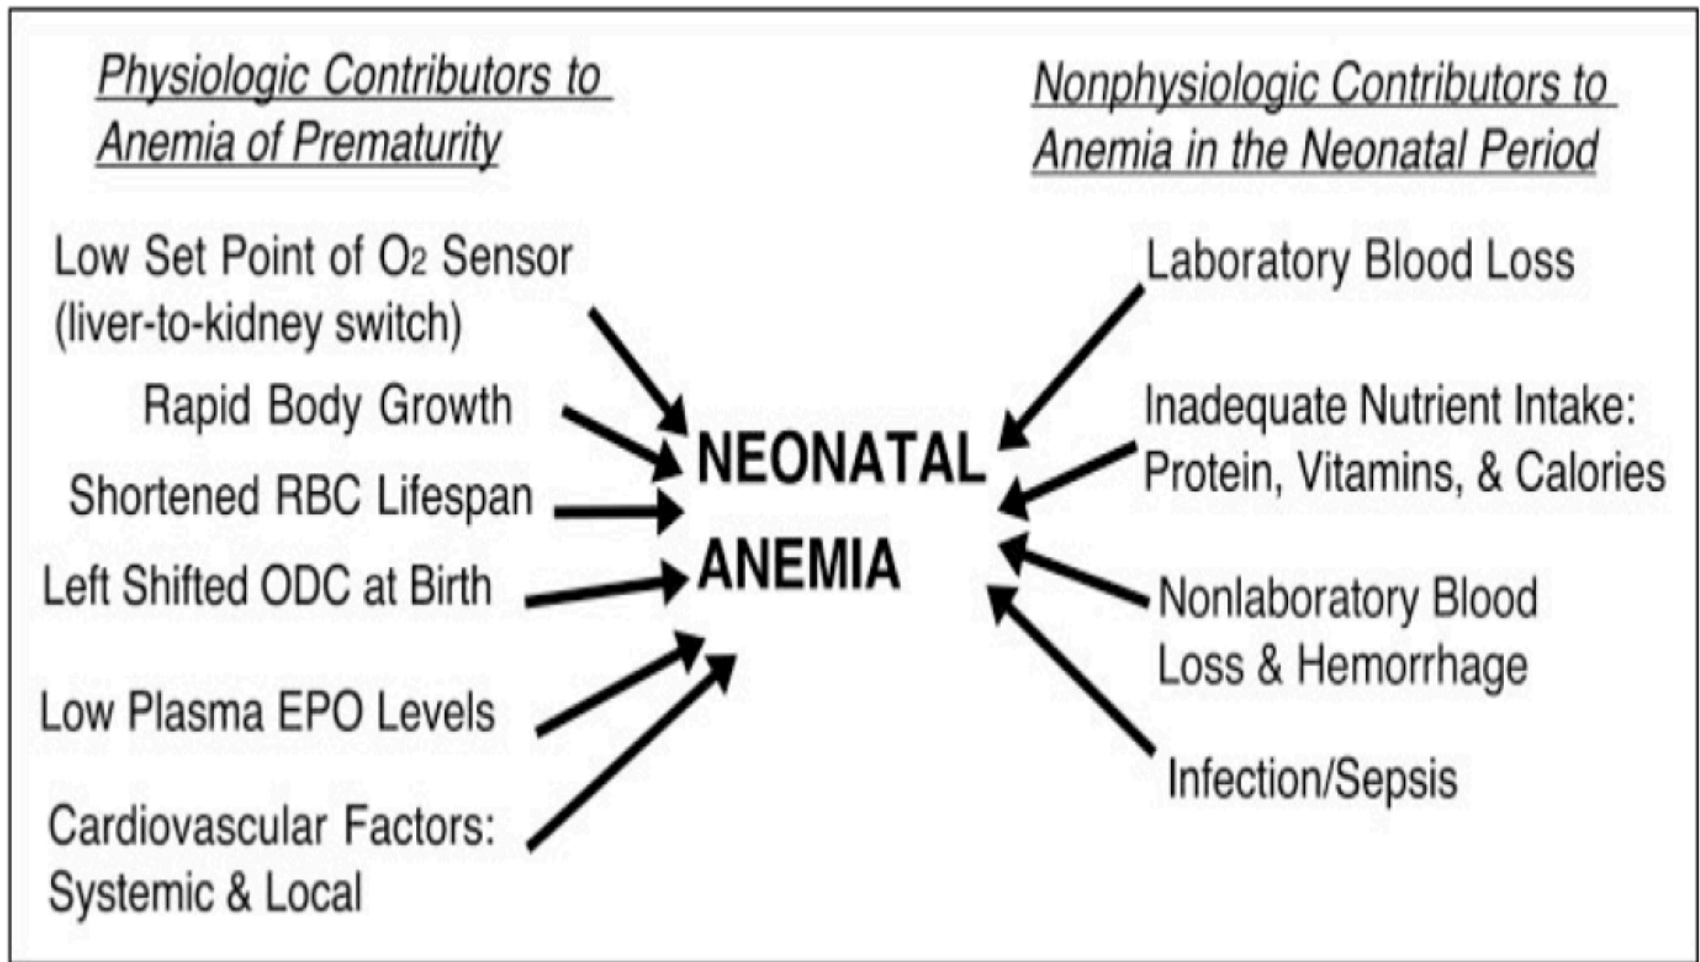 Physiologic Contributors to
Anemia of Prematurity
Low Set Point of O2 Sensor
(liver-to-kidney switch)
Rapid Body Growth
Shortened RBC Lifespan
Left Shifted ODC at Birth
Low Plasma EPO Levels
Cardiovascular Factors:
Systemic & Local
NEONATAL
ANEMIA
Nonphysiologic Contributors to
Anemia in the Neonatal Period
Laboratory Blood Loss
Inadequate Nutrient Intake:
Protein, Vitamins, & Calories
Nonlaboratory Blood
Loss & Hemorrhage
Infection/Sepsis